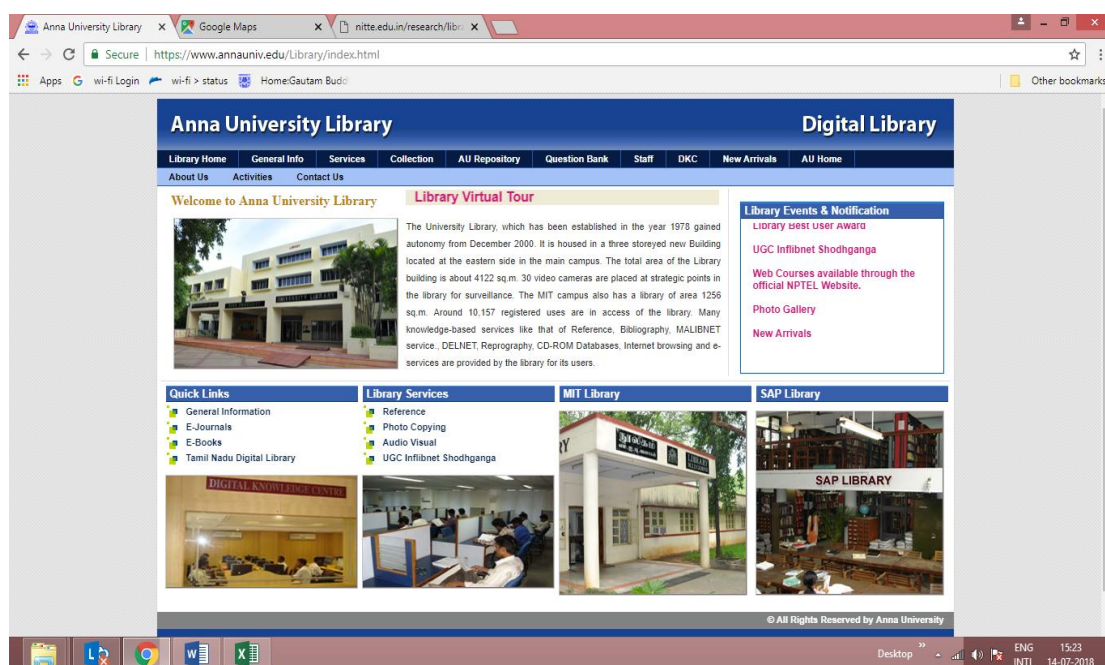 Anna University Library
Google Maps
nitte.edu.in/research/libra
Secure
https://www.annauniv.edu/Library/index.html
Apps
wi-fi Login
wi-fi > status
Home:Gautam Budd
Other bookmarks
Anna University Library
Digital Library
Library Home General Info Services Collection AU Repository Question Bank Staff DKC New Arrivals AU Home
About Us Activities Contact Us
Welcome to Anna University Library
Library Virtual Tour
The University Library, which has been established in the year 1978 gained
autonomy from December 2000. It is housed in a three storeyed new Building
located at the eastern side in the main campus. The total area of the Library
building is about 4122 sq.m. 30 video cameras are placed at strategic points in
the library for surveillance. The MIT campus also has a library of area 1256
sq.m. Around 10,157 registered uses are in access of the library. Many
knowledge-based services like that of Reference, Bibliography, MALIBNET
service., DELNET, Reprography, CD-ROM Databases, Internet browsing and e-
services are provided by the library for its users.
Library Events & Notification
Library Best User Award
UGC Inflibnet Shodhganga
Web Courses available through the
official NPTEL Website.
Photo Gallery
New Arrivals
Quick Links
General Information
E-Journals
E-Books
Tamil Nadu Digital Library
DIGITAL KNOWLEDGE CENTRE
Library Services
Reference
Photo Copying
Audio Visual
UGC Inflibnet Shodhganga
MIT Library
நூலகம்
LIBRARY
SAP Library
SAP LIBRARY
© All Rights Reserved by Anna University
Desktop
ENG
INTL
15:23
14-07-2018